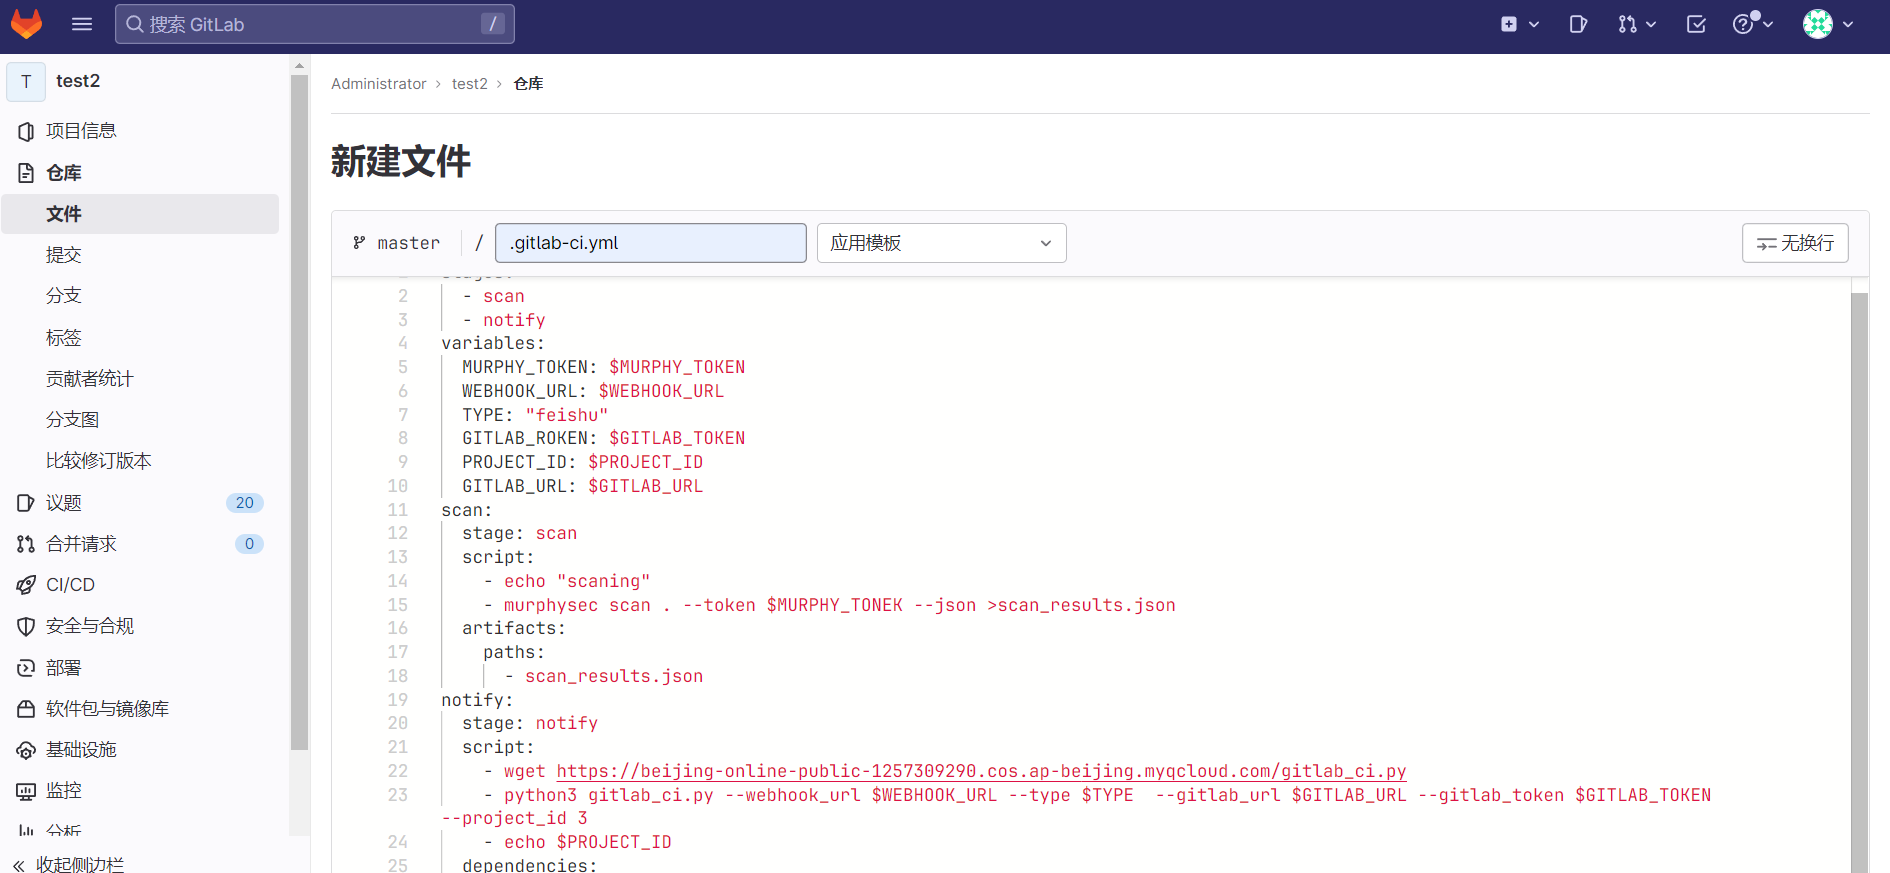 搜索 GitLab
/
T
test2
项目信息
仓库
文件
提交
分支
标签
贡献者统计
分支图
比较修订版本
议题
20
合并请求
0
CI/CD
安全与合规
部署
软件包与镜像库
基础设施
监控
分析
收起侧边栏
Administrator › test2 › 仓库
新建文件
master / .gitlab-ci.yml 应用模板 无换行
2 - scan
3 - notify
4 variables:
5 MURPHY_TOKEN: $MURPHY_TOKEN
6 WEBHOOK_URL: $WEBHOOK_URL
7 TYPE: "feishu"
8 GITLAB_ROKEN: $GITLAB_TOKEN
9 PROJECT_ID: $PROJECT_ID
10 GITLAB_URL: $GITLAB_URL
11 scan:
12 stage: scan
13 script:
14 - echo "scaning"
15 - murphysec scan . --token $MURPHY_TONEK --json >scan_results.json
16 artifacts:
17 paths:
18 - scan_results.json
19 notify:
20 stage: notify
21 script:
22 - wget https://beijing-online-public-1257309290.cos.ap-beijing.myqcloud.com/gitlab_ci.py
23 - python3 gitlab_ci.py --webhook_url $WEBHOOK_URL --type $TYPE --gitlab_url $GITLAB_URL --gitlab_token $GITLAB_TOKEN
--project_id 3
24 - echo $PROJECT_ID
25 dependencies: